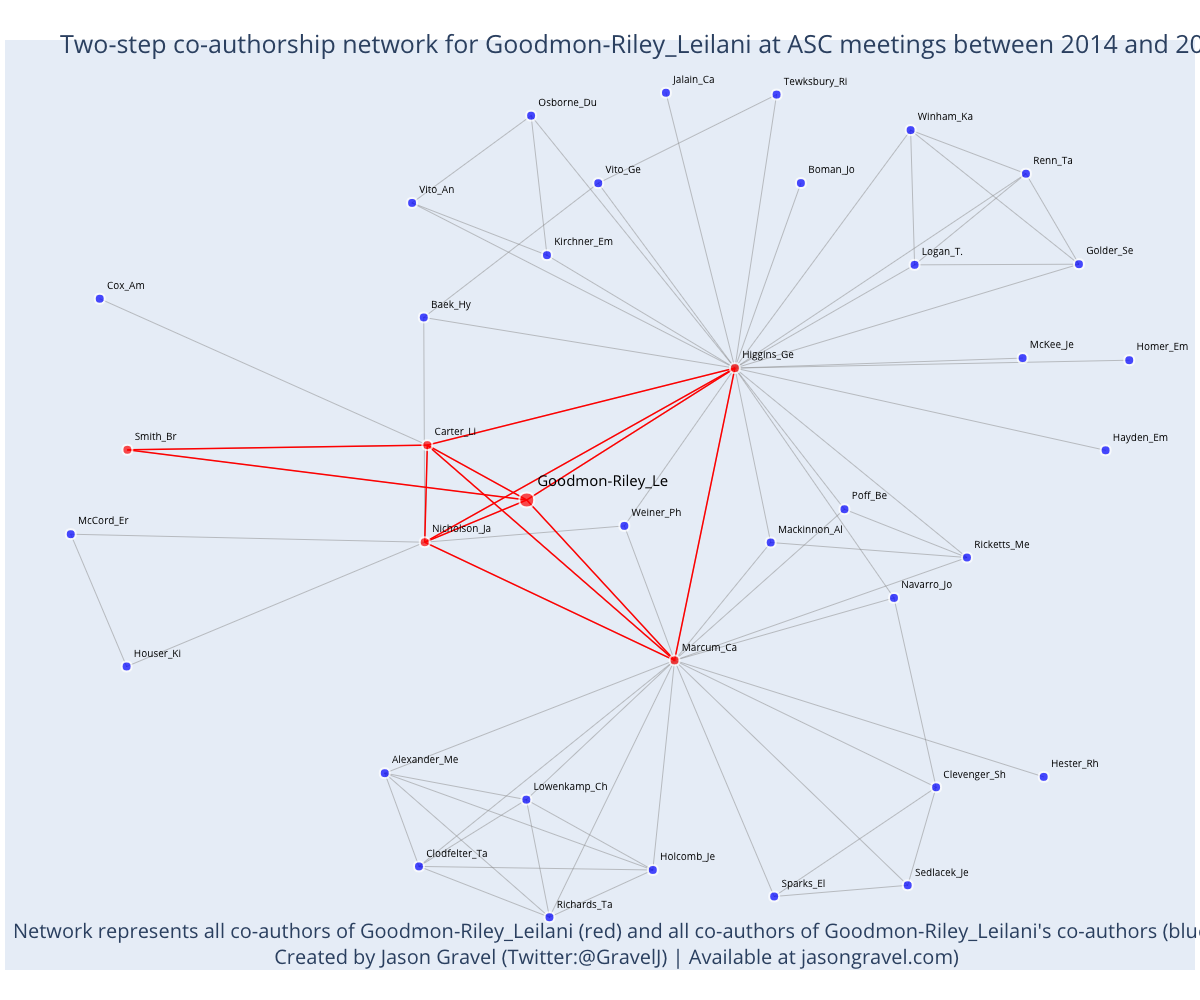 Two-step co-authorship network for Goodmon-Riley_Leilani at ASC meetings between 2014 and 20
Jalain_Ca
Tewksbury_Ri
Osborne_Du
Winham_Ka
Renn_Ta
Vito_Ge
Boman_Jo
Vito_An
Kirchner_Em
Logan_T.
Golder_Se
Cox_Am
Baek_Hy
McKee_Je
Homer_Em
Higgins_Ge
Smith_Br
Carter_Li
Hayden_Em
Goodmon-Riley_Le
Poff_Be
McCord_Er
Nicholson_Ja
Weiner_Ph
Mackinnon_Al
Ricketts_Me
Navarro_Jo
Houser_Ki
Marcum_Ca
Alexander_Me
Lowenkamp_Ch
Clevenger_Sh
Hester_Rh
Clodfelter_Ta
Holcomb_Je
Sparks_El
Sedlacek_Je
Richards_Ta
Network represents all co-authors of Goodmon-Riley_Leilani (red) and all co-authors of Goodmon-Riley_Leilani's co-authors (blu
Created by Jason Gravel (Twitter:@GravelJ) | Available at jasongravel.com)